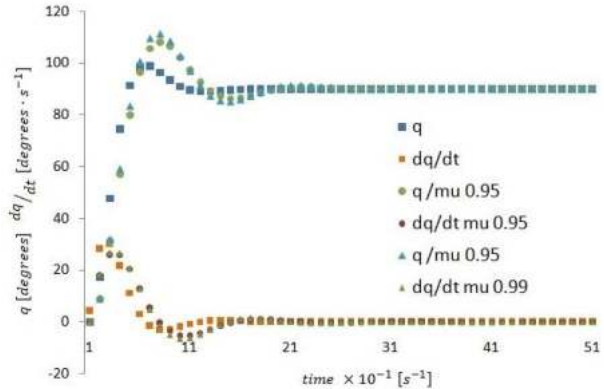 120
100
80
60
40
20
0
-20
q [degrees] dq/dt [degrees · s⁻¹]
q
dq/dt
q /mu 0.95
dq/dt mu 0.95
q /mu 0.95
dq/dt mu 0.99
1 11 21 31 41 51
time × 10⁻¹ [s⁻¹]